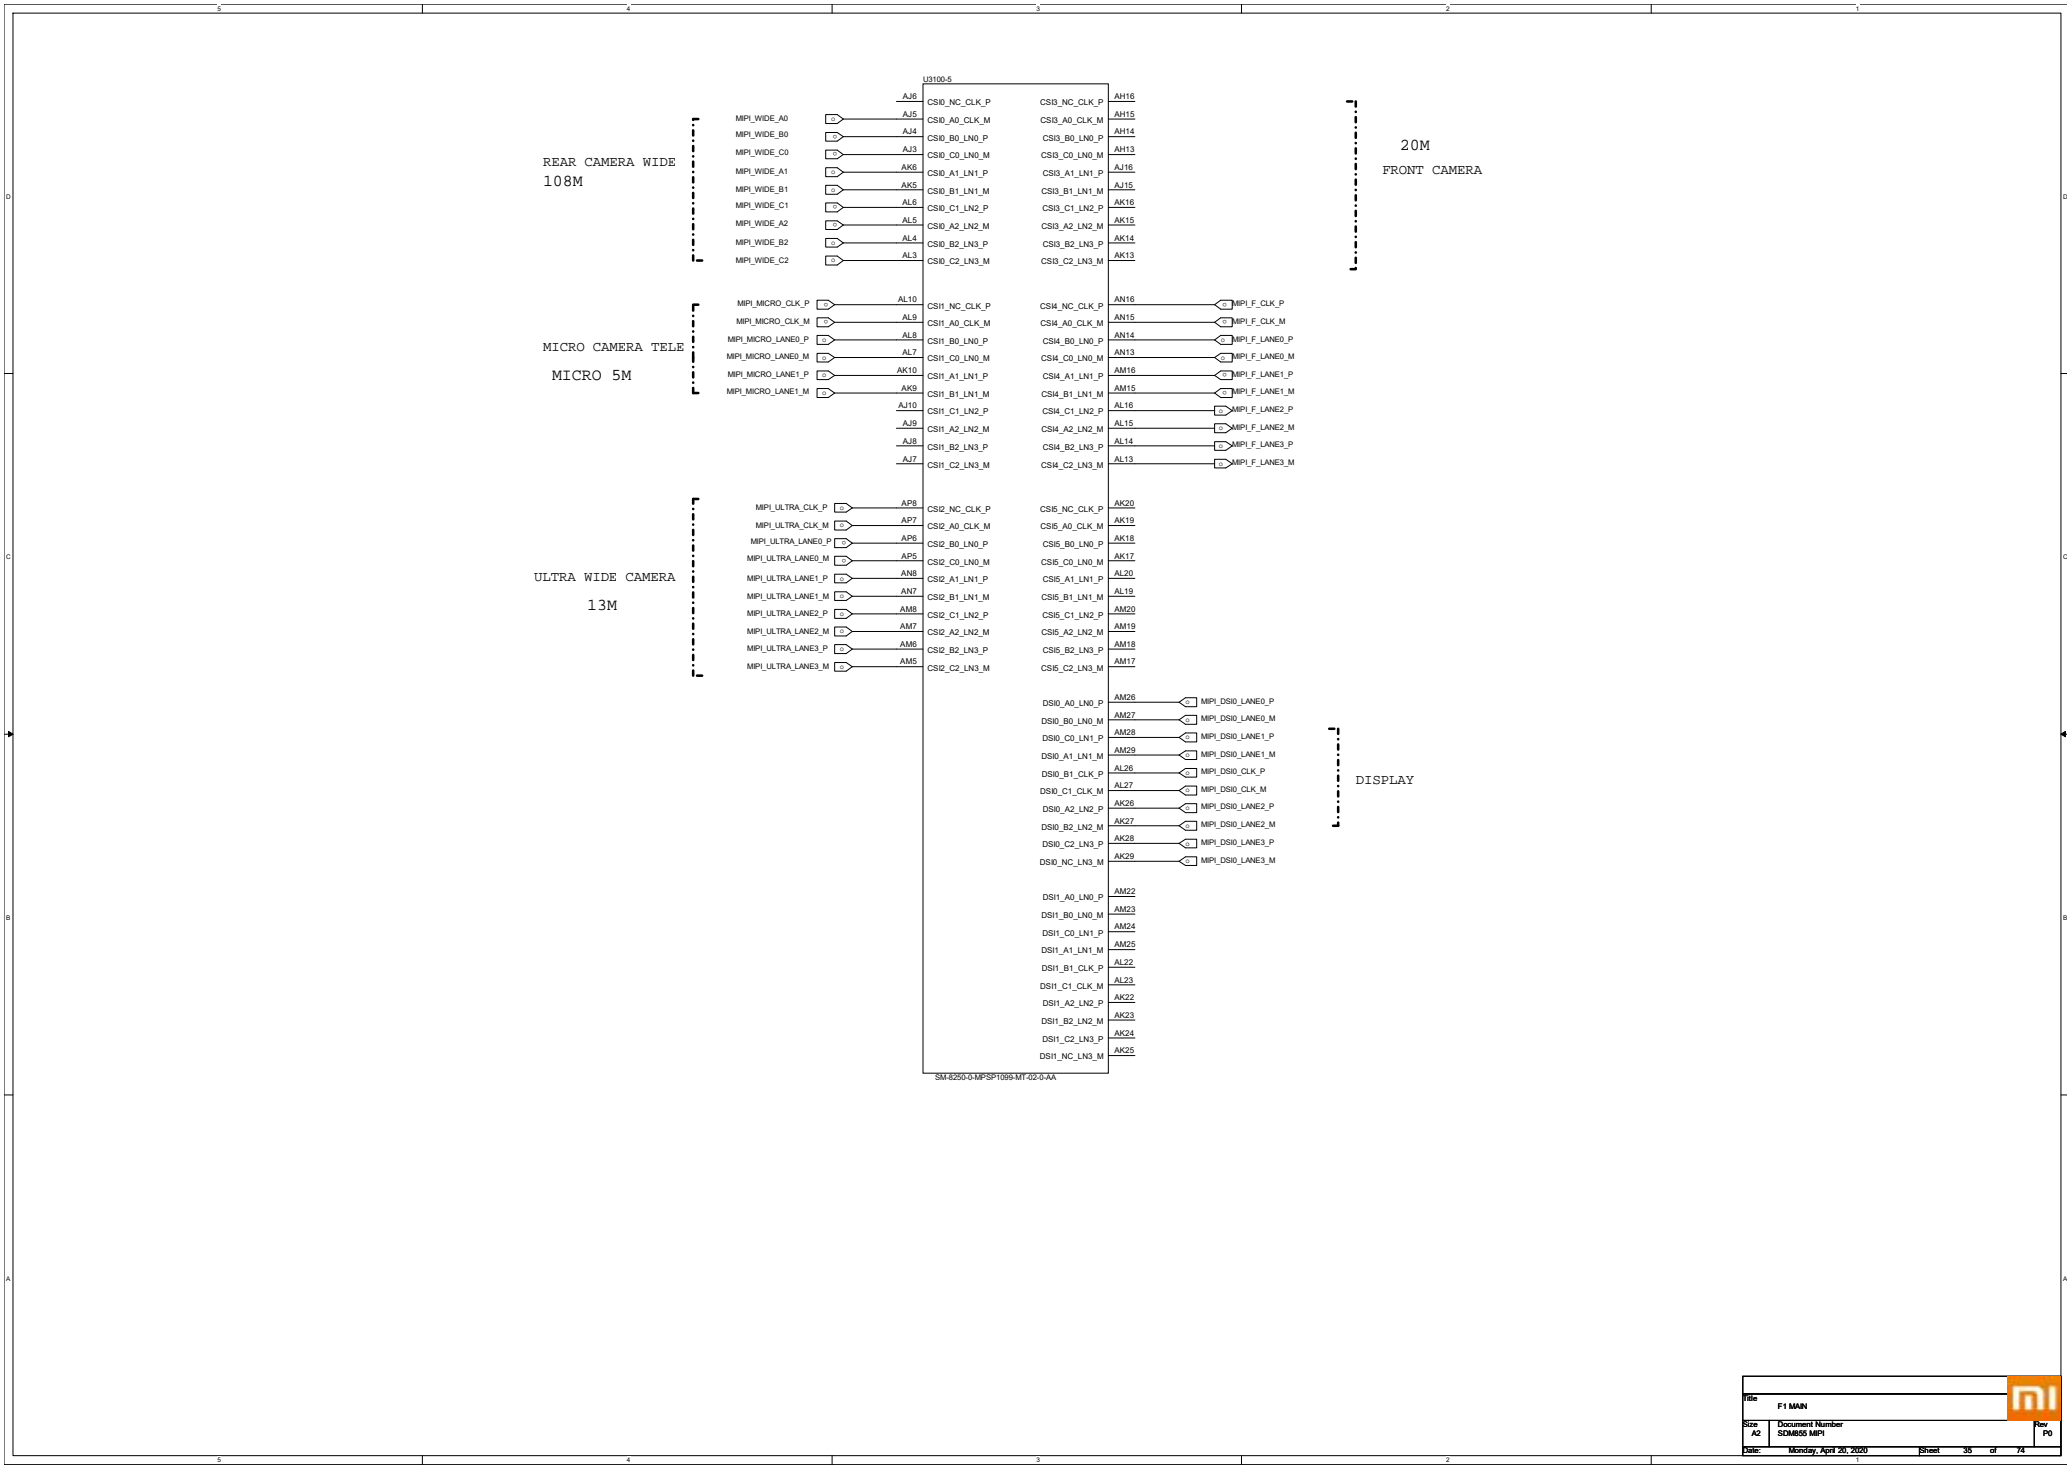 5 4 3 2 1
U3100-5
REAR CAMERA WIDE
108M
AJ6 CSI0_NC_CLK_P
MIPI_WIDE_A0 AJ5 CSI0_A0_CLK_M
MIPI_WIDE_B0 AJ4 CSI0_B0_LN0_P
MIPI_WIDE_C0 AJ3 CSI0_C0_LN0_M
MIPI_WIDE_A1 AK6 CSI0_A1_LN1_P
MIPI_WIDE_B1 AK5 CSI0_B1_LN1_M
MIPI_WIDE_C1 AL6 CSI0_C1_LN2_P
MIPI_WIDE_A2 AL5 CSI0_A2_LN2_M
MIPI_WIDE_B2 AL4 CSI0_B2_LN3_P
MIPI_WIDE_C2 AL3 CSI0_C2_LN3_M
MICRO CAMERA TELE
MICRO 5M
MIPI_MICRO_CLK_P AL10 CSI1_NC_CLK_P
MIPI_MICRO_CLK_M AL9 CSI1_A0_CLK_M
MIPI_MICRO_LANE0_P AL8 CSI1_B0_LN0_P
MIPI_MICRO_LANE0_M AL7 CSI1_C0_LN0_M
MIPI_MICRO_LANE1_P AK10 CSI1_A1_LN1_P
MIPI_MICRO_LANE1_M AK9 CSI1_B1_LN1_M
AJ10 CSI1_C1_LN2_P
AJ9 CSI1_A2_LN2_M
AJ8 CSI1_B2_LN3_P
AJ7 CSI1_C2_LN3_M
ULTRA WIDE CAMERA
13M
MIPI_ULTRA_CLK_P AP8 CSI2_NC_CLK_P
MIPI_ULTRA_CLK_M AP7 CSI2_A0_CLK_M
MIPI_ULTRA_LANE0_P AP6 CSI2_B0_LN0_P
MIPI_ULTRA_LANE0_M AP5 CSI2_C0_LN0_M
MIPI_ULTRA_LANE1_P AN8 CSI2_A1_LN1_P
MIPI_ULTRA_LANE1_M AN7 CSI2_B1_LN1_M
MIPI_ULTRA_LANE2_P AM8 CSI2_C1_LN2_P
MIPI_ULTRA_LANE2_M AM7 CSI2_A2_LN2_M
MIPI_ULTRA_LANE3_P AM6 CSI2_B2_LN3_P
MIPI_ULTRA_LANE3_M AM5 CSI2_C2_LN3_M
CSI3_NC_CLK_P AH16
CSI3_A0_CLK_M AH15
CSI3_B0_LN0_P AH14
CSI3_C0_LN0_M AH13
CSI3_A1_LN1_P AJ16
CSI3_B1_LN1_M AJ15
CSI3_C1_LN2_P AK16
CSI3_A2_LN2_M AK15
CSI3_B2_LN3_P AK14
CSI3_C2_LN3_M AK13
20M
FRONT CAMERA
CSI4_NC_CLK_P AN16 MIPI_F_CLK_P
CSI4_A0_CLK_M AN15 MIPI_F_CLK_M
CSI4_B0_LN0_P AN14 MIPI_F_LANE0_P
CSI4_C0_LN0_M AN13 MIPI_F_LANE0_M
CSI4_A1_LN1_P AM16 MIPI_F_LANE1_P
CSI4_B1_LN1_M AM15 MIPI_F_LANE1_M
CSI4_C1_LN2_P AL16 MIPI_F_LANE2_P
CSI4_A2_LN2_M AL15 MIPI_F_LANE2_M
CSI4_B2_LN3_P AL14 MIPI_F_LANE3_P
CSI4_C2_LN3_M AL13 MIPI_F_LANE3_M
CSI5_NC_CLK_P AK20
CSI5_A0_CLK_M AK19
CSI5_B0_LN0_P AK18
CSI5_C0_LN0_M AK17
CSI5_A1_LN1_P AL20
CSI5_B1_LN1_M AL19
CSI5_C1_LN2_P AM20
CSI5_A2_LN2_M AM19
CSI5_B2_LN3_P AM18
CSI5_C2_LN3_M AM17
DSI0_A0_LN0_P AM26 MIPI_DSI0_LANE0_P
DSI0_B0_LN0_M AM27 MIPI_DSI0_LANE0_M
DSI0_C0_LN1_P AM28 MIPI_DSI0_LANE1_P
DSI0_A1_LN1_M AM29 MIPI_DSI0_LANE1_M
DSI0_B1_CLK_P AL26 MIPI_DSI0_CLK_P
DSI0_C1_CLK_M AL27 MIPI_DSI0_CLK_M
DSI0_A2_LN2_P AK26 MIPI_DSI0_LANE2_P
DSI0_B2_LN2_M AK27 MIPI_DSI0_LANE2_M
DSI0_C2_LN3_P AK28 MIPI_DSI0_LANE3_P
DSI0_NC_LN3_M AK29 MIPI_DSI0_LANE3_M
DISPLAY
DSI1_A0_LN0_P AM22
DSI1_B0_LN0_M AM23
DSI1_C0_LN1_P AM24
DSI1_A1_LN1_M AM25
DSI1_B1_CLK_P AL22
DSI1_C1_CLK_M AL23
DSI1_A2_LN2_P AK22
DSI1_B2_LN2_M AK23
DSI1_C2_LN3_P AK24
DSI1_NC_LN3_M AK25
SM-8250-0-MPSP1099-MT-02-0-AA
D D
C C
B B
A A
Title
F1 MAIN
mi
Size Document Number Rev
A2 SDM855 MIPI P0
Date: Monday, April 20, 2020 Sheet 35 of 74
5 4 3 2 1